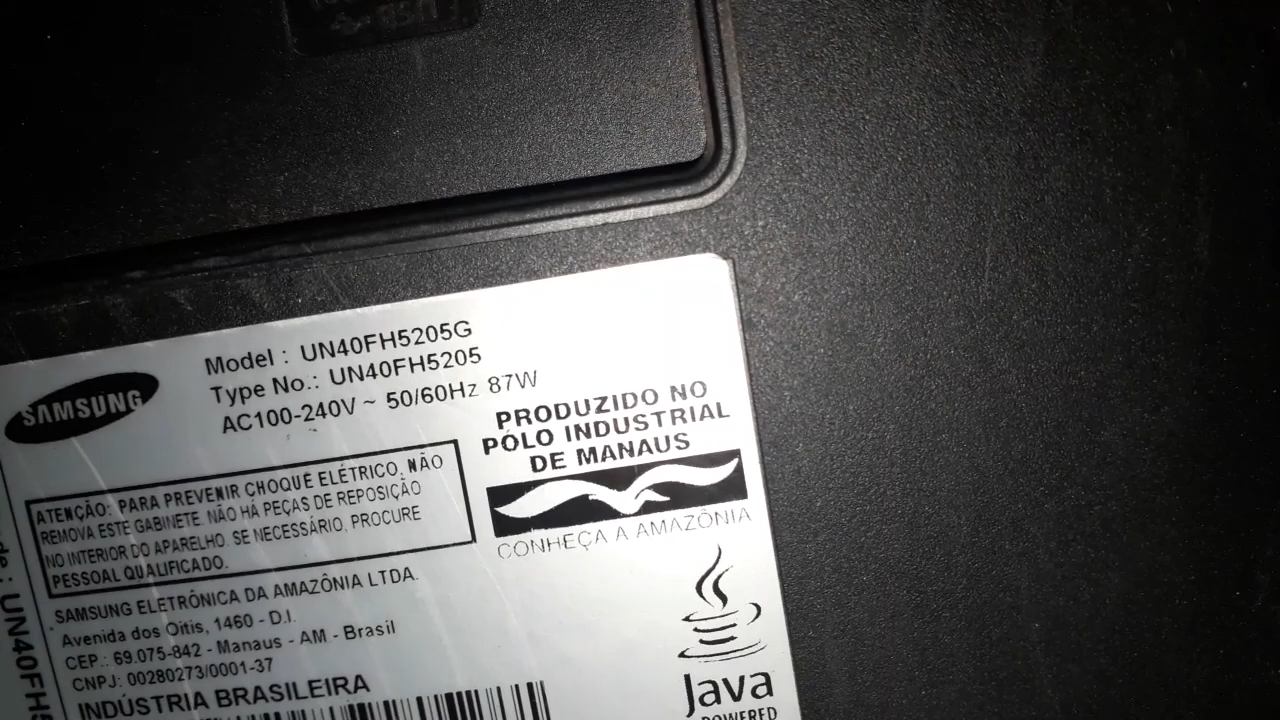 SAMSUNG
Model : UN40FH5205G
Type No.: UN40FH5205
AC100-240V ~ 50/60Hz 87W
PRODUZIDO NO
PÓLO INDUSTRIAL
DE MANAUS
CONHEÇA A AMAZÔNIA
ATENÇÃO: PARA PREVENIR CHOQUE ELÉTRICO, NÃO
REMOVA ESTE GABINETE. NÃO HÁ PEÇAS DE REPOSIÇÃO
NO INTERIOR DO APARELHO. SE NECESSÁRIO, PROCURE
PESSOAL QUALIFICADO.
SAMSUNG ELETRÔNICA DA AMAZÔNIA LTDA.
Avenida dos Oitis, 1460 - D.I.
CEP.: 69.075-842 - Manaus - AM - Brasil
CNPJ: 00280273/0001-37
INDÚSTRIA BRASILEIRA
Java
POWERED